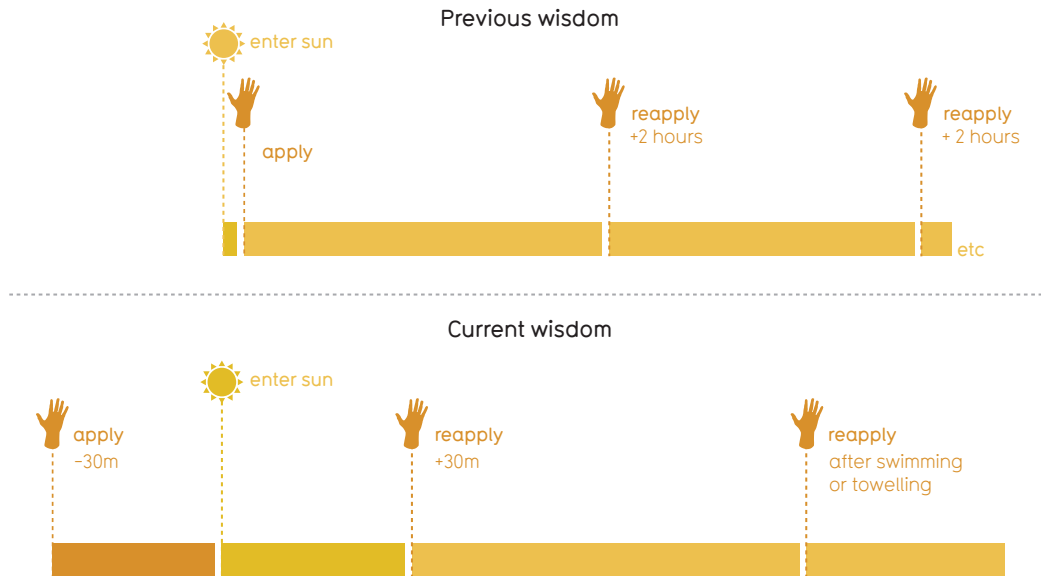 Previous wisdom
enter sun
apply
reapply
+2 hours
reapply
+ 2 hours
etc
Current wisdom
enter sun
apply
–30m
reapply
+30m
reapply
after swimming
or towelling